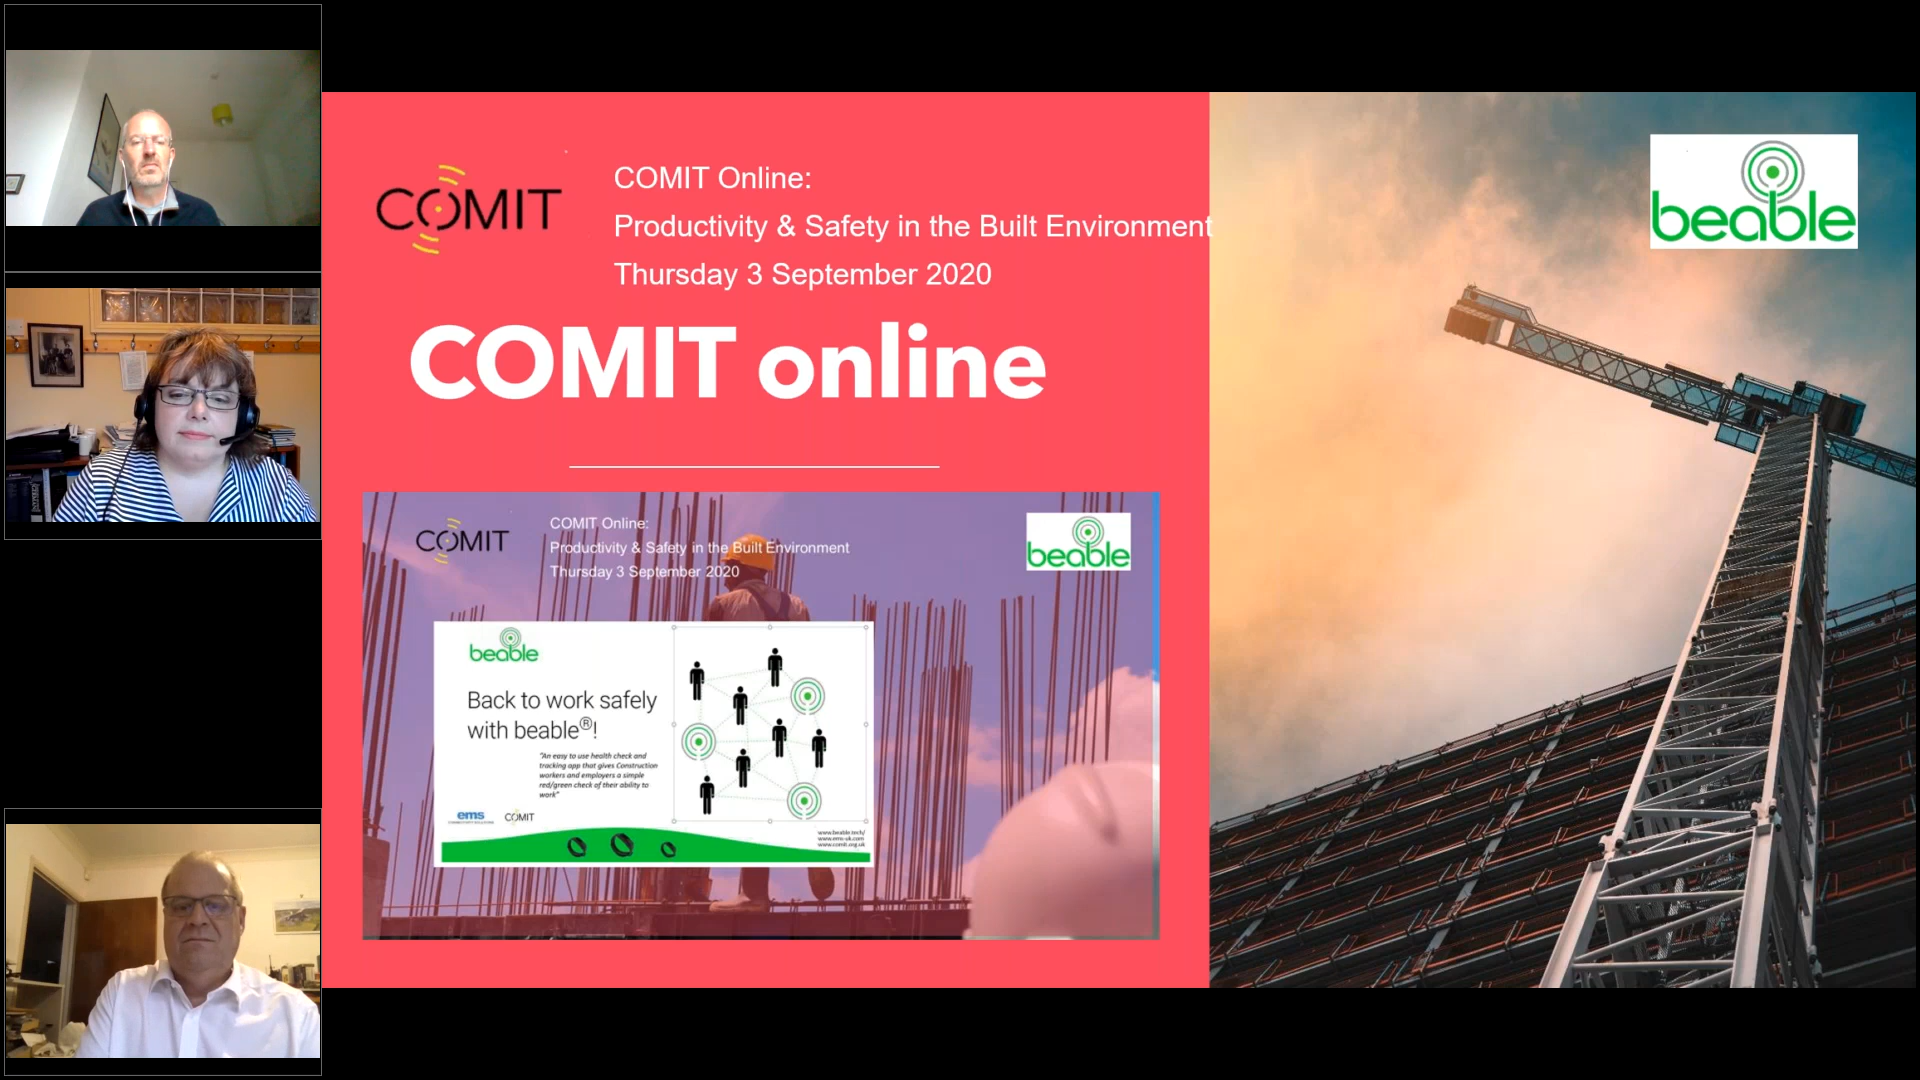 COMIT
COMIT Online:
Productivity & Safety in the Built Environment
Thursday 3 September 2020
beable
COMIT online
COMIT
COMIT Online:
Productivity & Safety in the Built Environment
Thursday 3 September 2020
beable
beable
Back to work safely
with beable®!
"An easy to use health check and
tracking app that gives Construction
workers and employers a simple
red/green check of their ability to
work"
ems
COMIT
www.beable.tech/
www.ems-uk.com
www.comit.org.uk